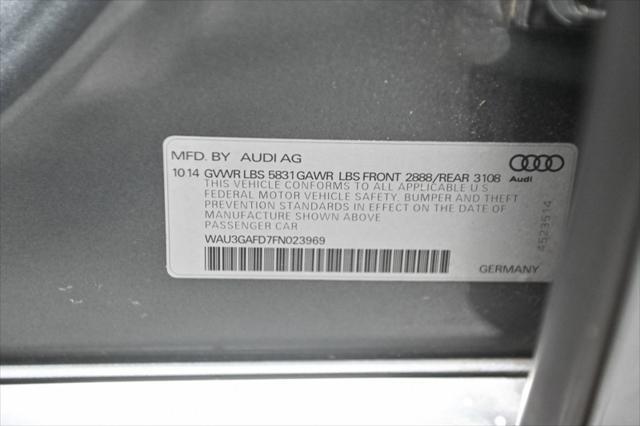 MFD. BY AUDI AG
1014 GVWR LBS 5831 GAWR LBS FRONT 2888/REAR 3108
Audi
THIS VEHICLE CONFORMS TO ALL APPLICABLE U S
FEDERAL MOTOR VEHICLE SAFETY, BUMPER AND THEFT
PREVENTION STANDARDS IN EFFECT ON THE DATE OF
MANUFACTURE SHOWN ABOVE
PASSENGER CAR
WAU3GAFD7FN023969
4523514
GERMANY